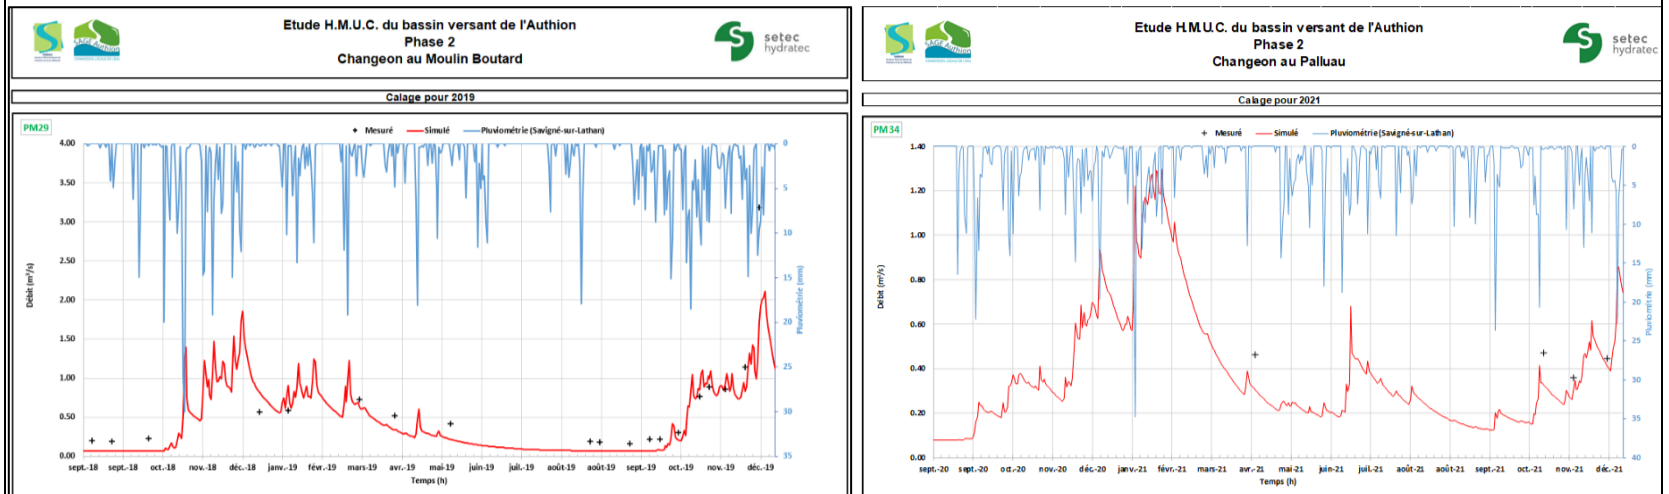 Etude H.M.U.C. du bassin versant de l'Authion
Phase 2
Changeon au Moulin Boutard
SAGE Authion
setec
hydratec
Calage pour 2019
PM29
Mesuré
Simulé
Pluviométrie (Savigné-sur-Lathan)
4.00
3.50
3.00
2.50
2.00
1.50
1.00
0.50
0.00
Débit (m³/s)
0
5
10
15
20
25
30
35
Pluviométrie (mm)
sept.-18 sept.-18 oct.-18 nov.-18 déc.-18 janv.-19 févr.-19 mars-19 avr.-19 mai-19 juin-19 juil.-19 août-19 août-19 sept.-19 oct.-19 nov.-19 déc.-19
Temps (h)
Etude H.M.U.C. du bassin versant de l'Authion
Phase 2
Changeon au Palluau
SAGE Authion
setec
hydratec
Calage pour 2021
PM34
Mesuré
Simulé
Pluviométrie (Savigné-sur-Lathan)
1.40
1.20
1.00
0.80
0.60
0.40
0.20
0.00
Débit (m³/s)
0
5
10
15
20
25
30
35
40
Pluviométrie (mm)
sept.-20 sept.-20 oct.-20 nov.-20 déc.-20 janv.-21 févr.-21 mars-21 avr.-21 mai-21 juin-21 juil.-21 août-21 août-21 sept.-21 oct.-21 nov.-21 déc.-21
Temps (h)